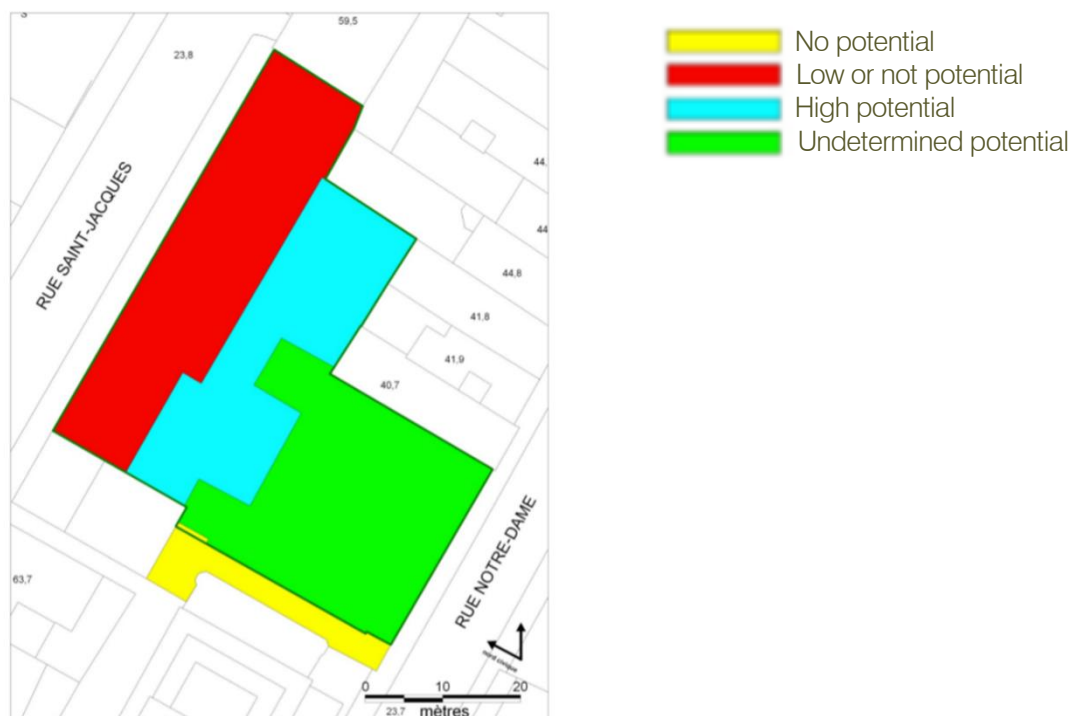 S
59,5
23,8
44,
44
44,8
41,8
41,9
40,7
63,7
23,7
RUE SAINT-JACQUES
RUE NOTRE-DAME
0 10 20
mètres
No potential
Low or not potential
High potential
Undetermined potential